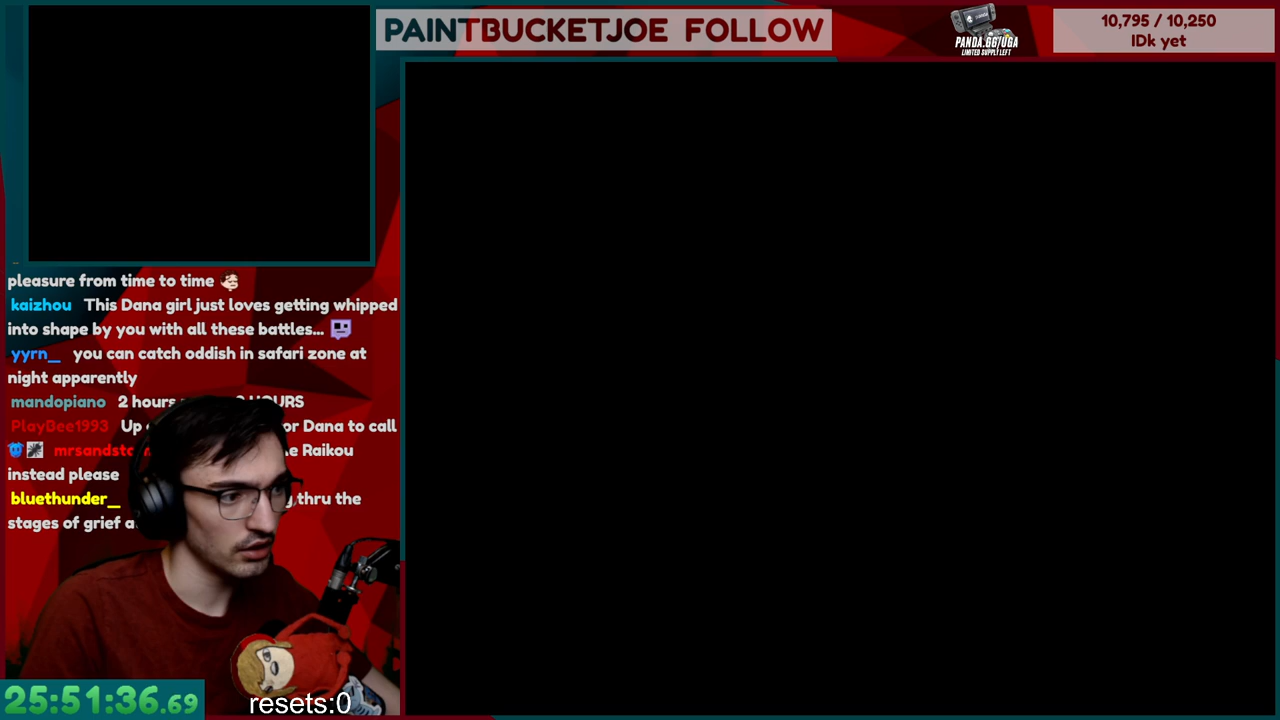 PAINTBUCKETJOE FOLLOW
PANDA.GG/UGA
LIMITED SUPPLY LEFT
10,795 / 10,250
IDk yet
pleasure from time to time
kaizhou This Dana girl just loves getting whipped
into shape by you with all these battles...
yyrn__ you can catch oddish in safari zone at
night apparently
mandopiano 2 hours HOURS
PlayBee1993 Up or Dana to call
Raikou
instead please
bluethunder_ thru the
stages of grief
25:51:36.69
resets:0